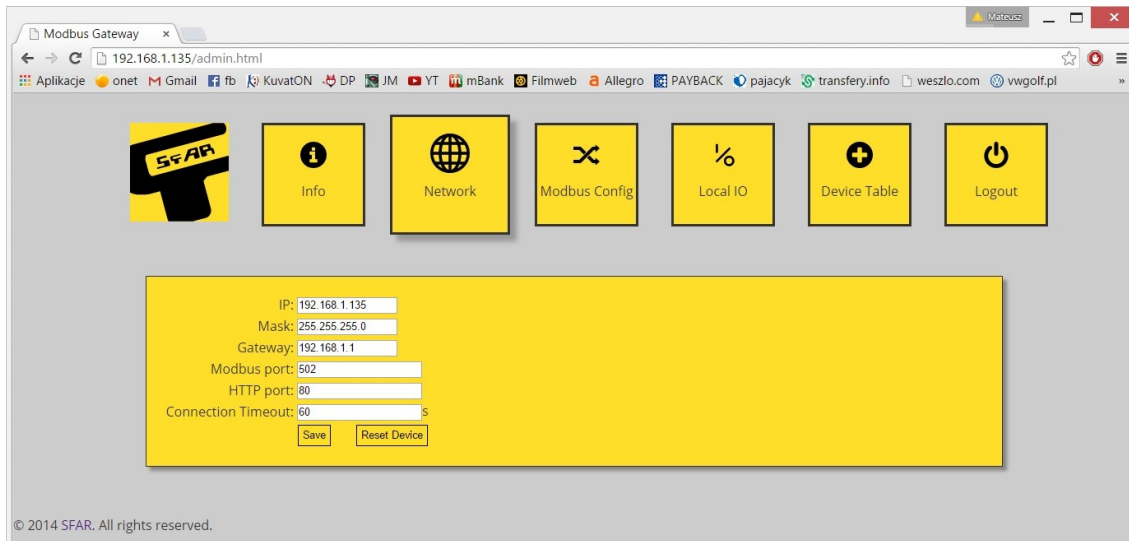 Mateusz
Modbus Gateway
192.168.1.135/admin.html
Aplikacje onet Gmail fb KuvatON DP JM YT mBank Filmweb Allegro PAYBACK pajacyk transfery.info weszlo.com vwgolf.pl »
SFAR
Info
Network
Modbus Config
I/O
Local IO
Device Table
Logout
IP: 192.168.1.135
Mask: 255.255.255.0
Gateway: 192.168.1.1
Modbus port: 502
HTTP port: 80
Connection Timeout: 60 s
Save Reset Device
© 2014 SFAR. All rights reserved.